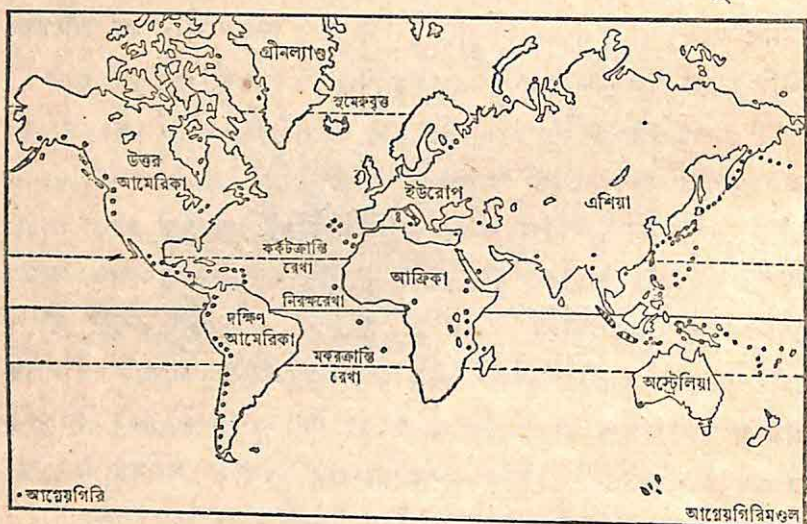 গ্রীনল্যাণ্ড
সুমেরুবৃত্ত
উত্তর
আমেরিকা
ইউরোপ
এশিয়া
কর্কটক্রান্তি
রেখা
আফ্রিকা
নিরক্ষরেখা
দক্ষিণ
আমেরিকা
মকরক্রান্তি
রেখা
অস্ট্রেলিয়া
• আগ্নেয়গিরি
আগ্নেয়গিরিমণ্ডল